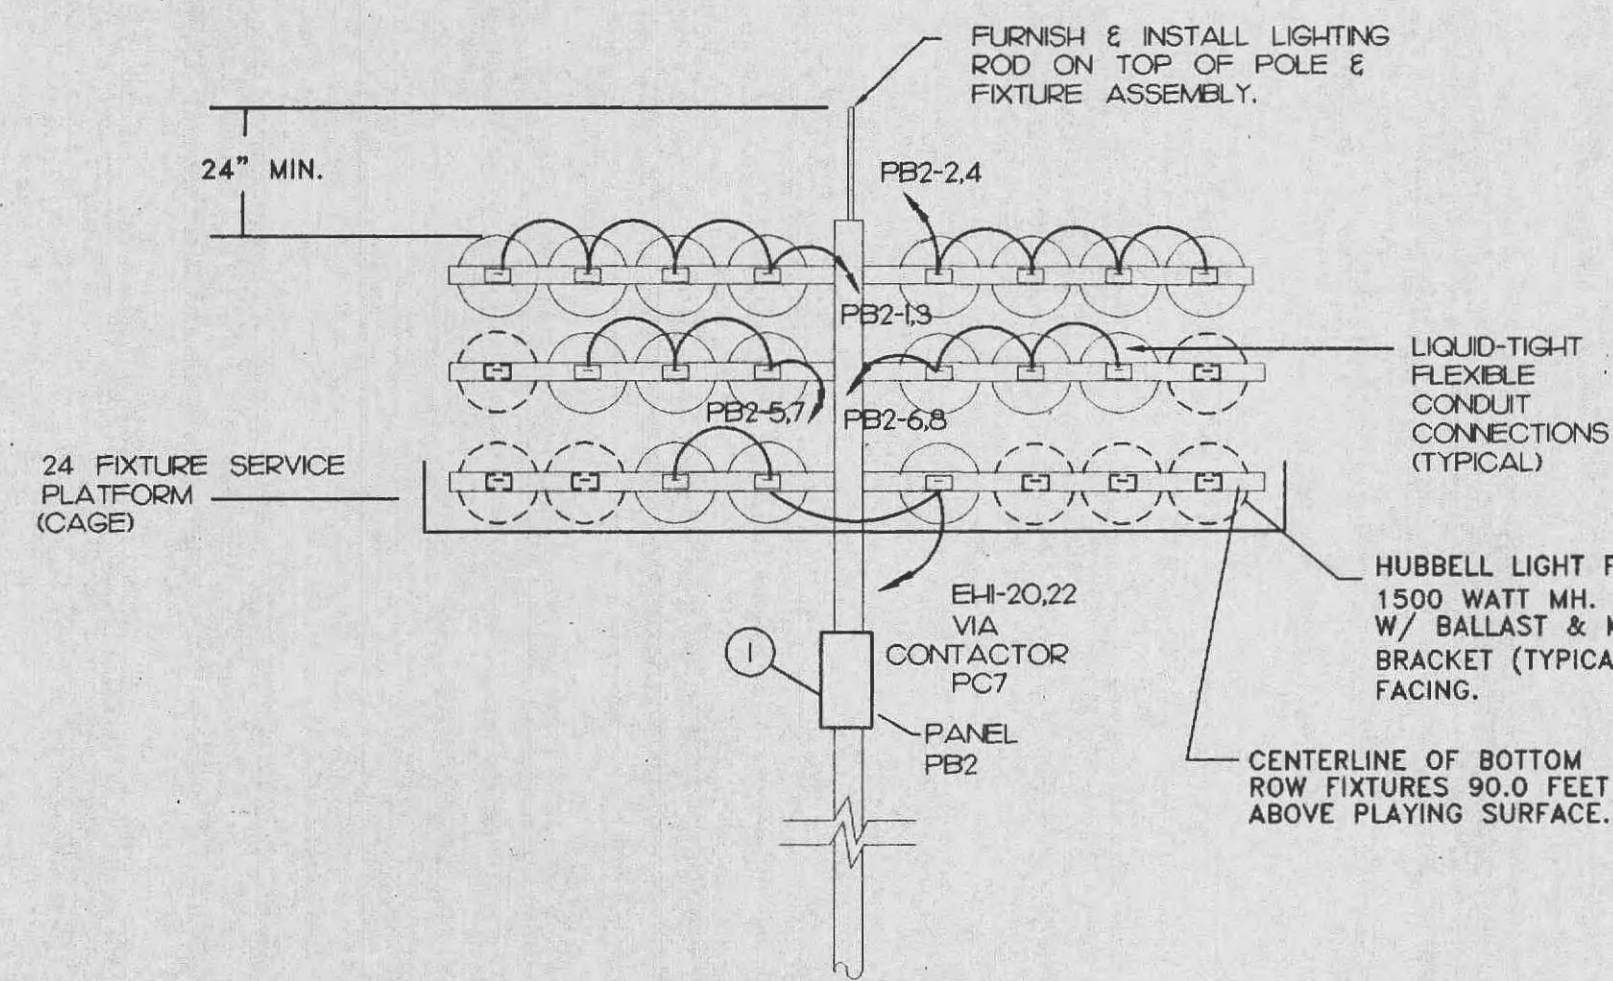 FURNISH & INSTALL LIGHTING
ROD ON TOP OF POLE &
FIXTURE ASSEMBLY.
24" MIN.
PB2-2,4
PB2-1,3
LIQUID-TIGHT
FLEXIBLE
CONDUIT
CONNECTIONS
(TYPICAL)
PB2-5,7
PB2-6,8
24 FIXTURE SERVICE
PLATFORM
(CAGE)
HUBBELL LIGHT
1500 WATT MH.
W/ BALLAST &
BRACKET
FACING.
EH1-20,22
VIA
CONTACTOR
PC7
1
PANEL
PB2
CENTERLINE OF BOTTOM
ROW FIXTURES 90.0 FEET
ABOVE PLAYING SURFACE.